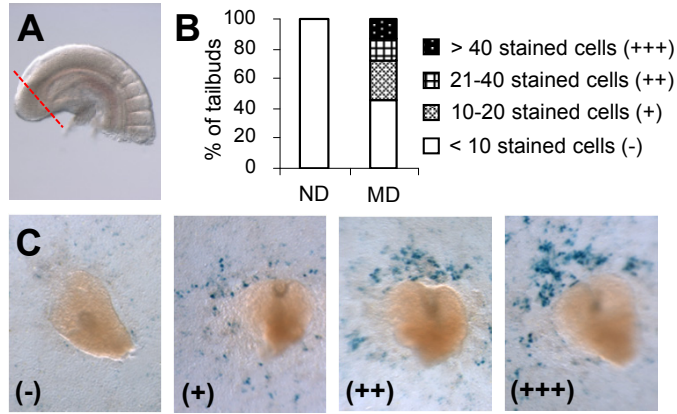 A
B
% of tailbuds
100
80
60
40
20
0
ND MD
> 40 stained cells (+++)
21-40 stained cells (++)
10-20 stained cells (+)
< 10 stained cells (-)
C
(-) (+) (++) (+++)